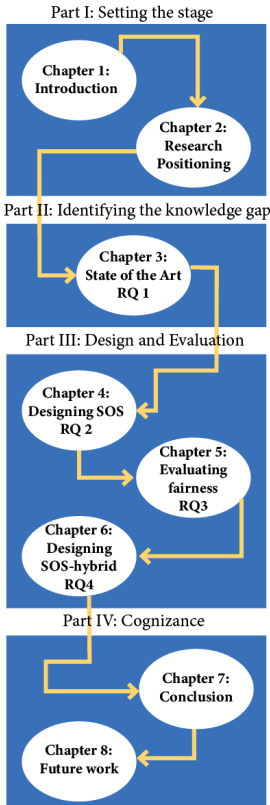 Part I: Setting the stage
Chapter 1:
Introduction
Chapter 2:
Research
Positioning
Part II: Identifying the knowledge gap
Chapter 3:
State of the Art
RQ 1
Part III: Design and Evaluation
Chapter 4:
Designing SOS
RQ 2
Chapter 5:
Evaluating
fairness
RQ3
Chapter 6:
Designing
SOS-hybrid
RQ4
Part IV: Cognizance
Chapter 7:
Conclusion
Chapter 8:
Future work